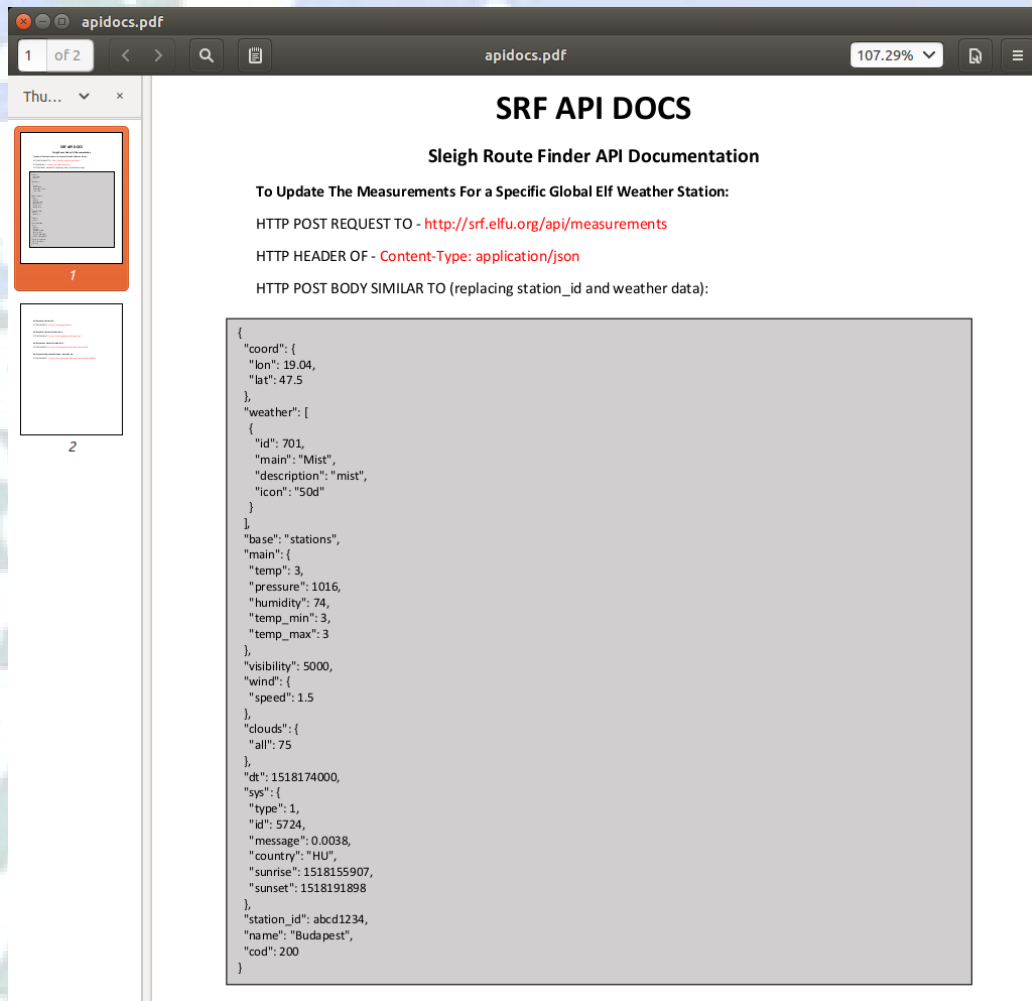 apidocs.pdf
1 of 2
apidocs.pdf
107.29%
Thu...
1
2
SRF API DOCS
Sleigh Route Finder API Documentation
To Update The Measurements For a Specific Global Elf Weather Station:
HTTP POST REQUEST TO - http://srf.elfu.org/api/measurements
HTTP HEADER OF - Content-Type: application/json
HTTP POST BODY SIMILAR TO (replacing station_id and weather data):
{
"coord": {
"lon": 19.04,
"lat": 47.5
},
"weather": [
{
"id": 701,
"main": "Mist",
"description": "mist",
"icon": "50d"
}
],
"base": "stations",
"main": {
"temp": 3,
"pressure": 1016,
"humidity": 74,
"temp_min": 3,
"temp_max": 3
},
"visibility": 5000,
"wind": {
"speed": 1.5
},
"clouds": {
"all": 75
},
"dt": 1518174000,
"sys": {
"type": 1,
"id": 5724,
"message": 0.0038,
"country": "HU",
"sunrise": 1518155907,
"sunset": 1518191898
},
"station_id": abcd1234,
"name": "Budapest",
"cod": 200
}